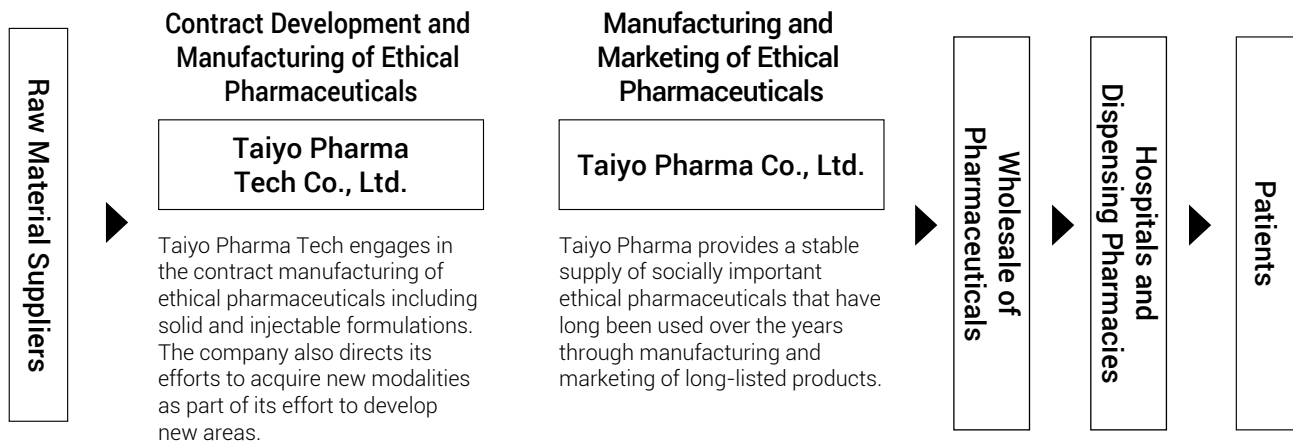 Raw Material Suppliers
Contract Development and
Manufacturing of Ethical
Pharmaceuticals
Taiyo Pharma
Tech Co., Ltd.
Taiyo Pharma Tech engages in
the contract manufacturing of
ethical pharmaceuticals including
solid and injectable formulations.
The company also directs its
efforts to acquire new modalities
as part of its effort to develop
new areas.
Manufacturing and
Marketing of Ethical
Pharmaceuticals
Taiyo Pharma Co., Ltd.
Taiyo Pharma provides a stable
supply of socially important
ethical pharmaceuticals that have
long been used over the years
through manufacturing and
marketing of long-listed products.
Wholesale of
Pharmaceuticals
Hospitals and
Dispensing Pharmacies
Patients